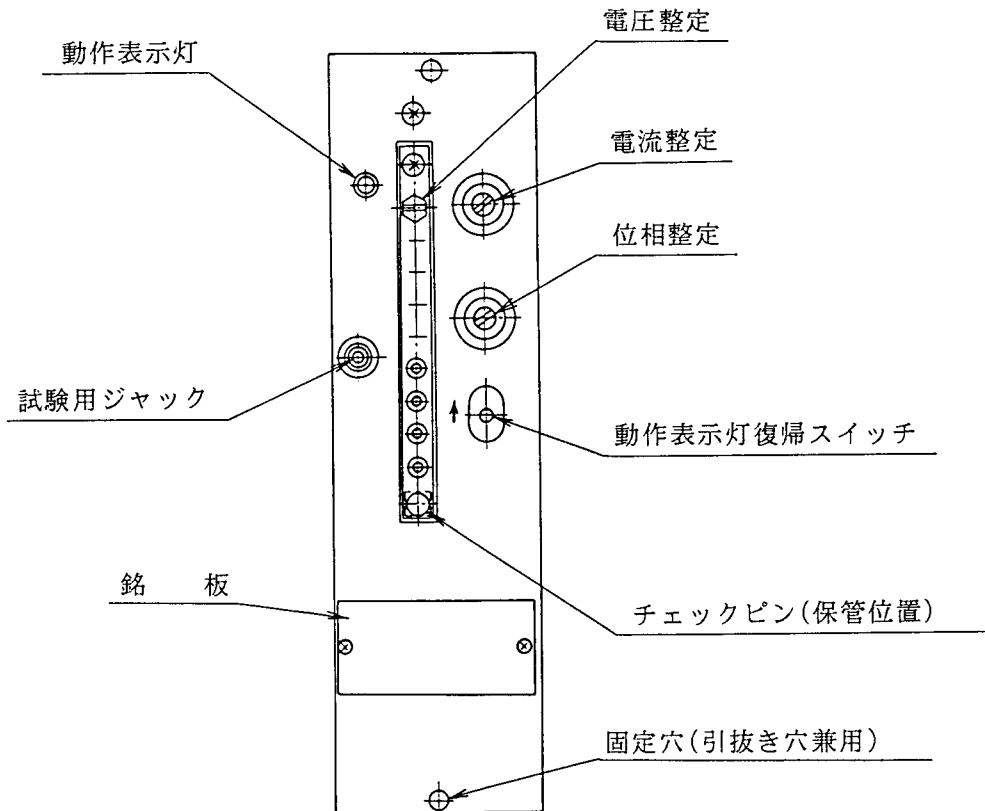 電圧整定
動作表示灯
電流整定
位相整定
試験用ジャック
動作表示灯復帰スイッチ
銘　　板
チェックピン(保管位置)
固定穴(引抜き穴兼用)